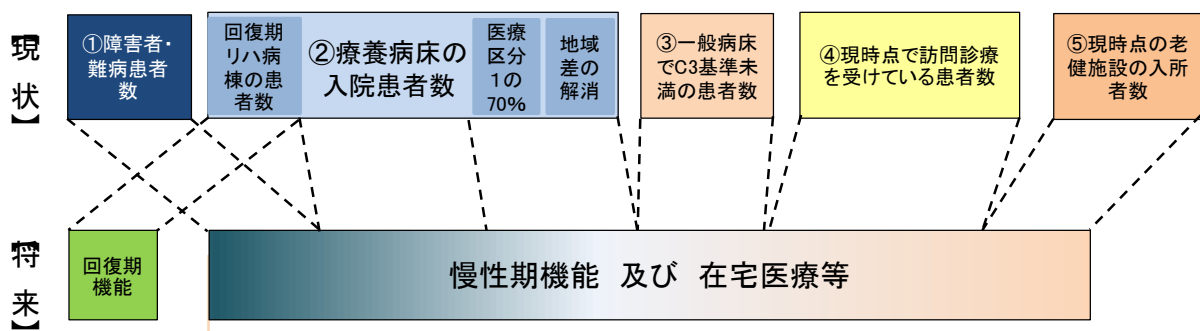 【現状】
①障害者・
難病患者
数
回復期
リハ病
棟の患
者数
②療養病床の
入院患者数
医療
区分
1の
70%
地域
差の
解消
③一般病床
でC3基準未
満の患者数
④現時点で訪問診療
を受けている患者数
⑤現時点の老
健施設の入所
者数
【将来】
回復期
機能
慢性期機能 及び 在宅医療等